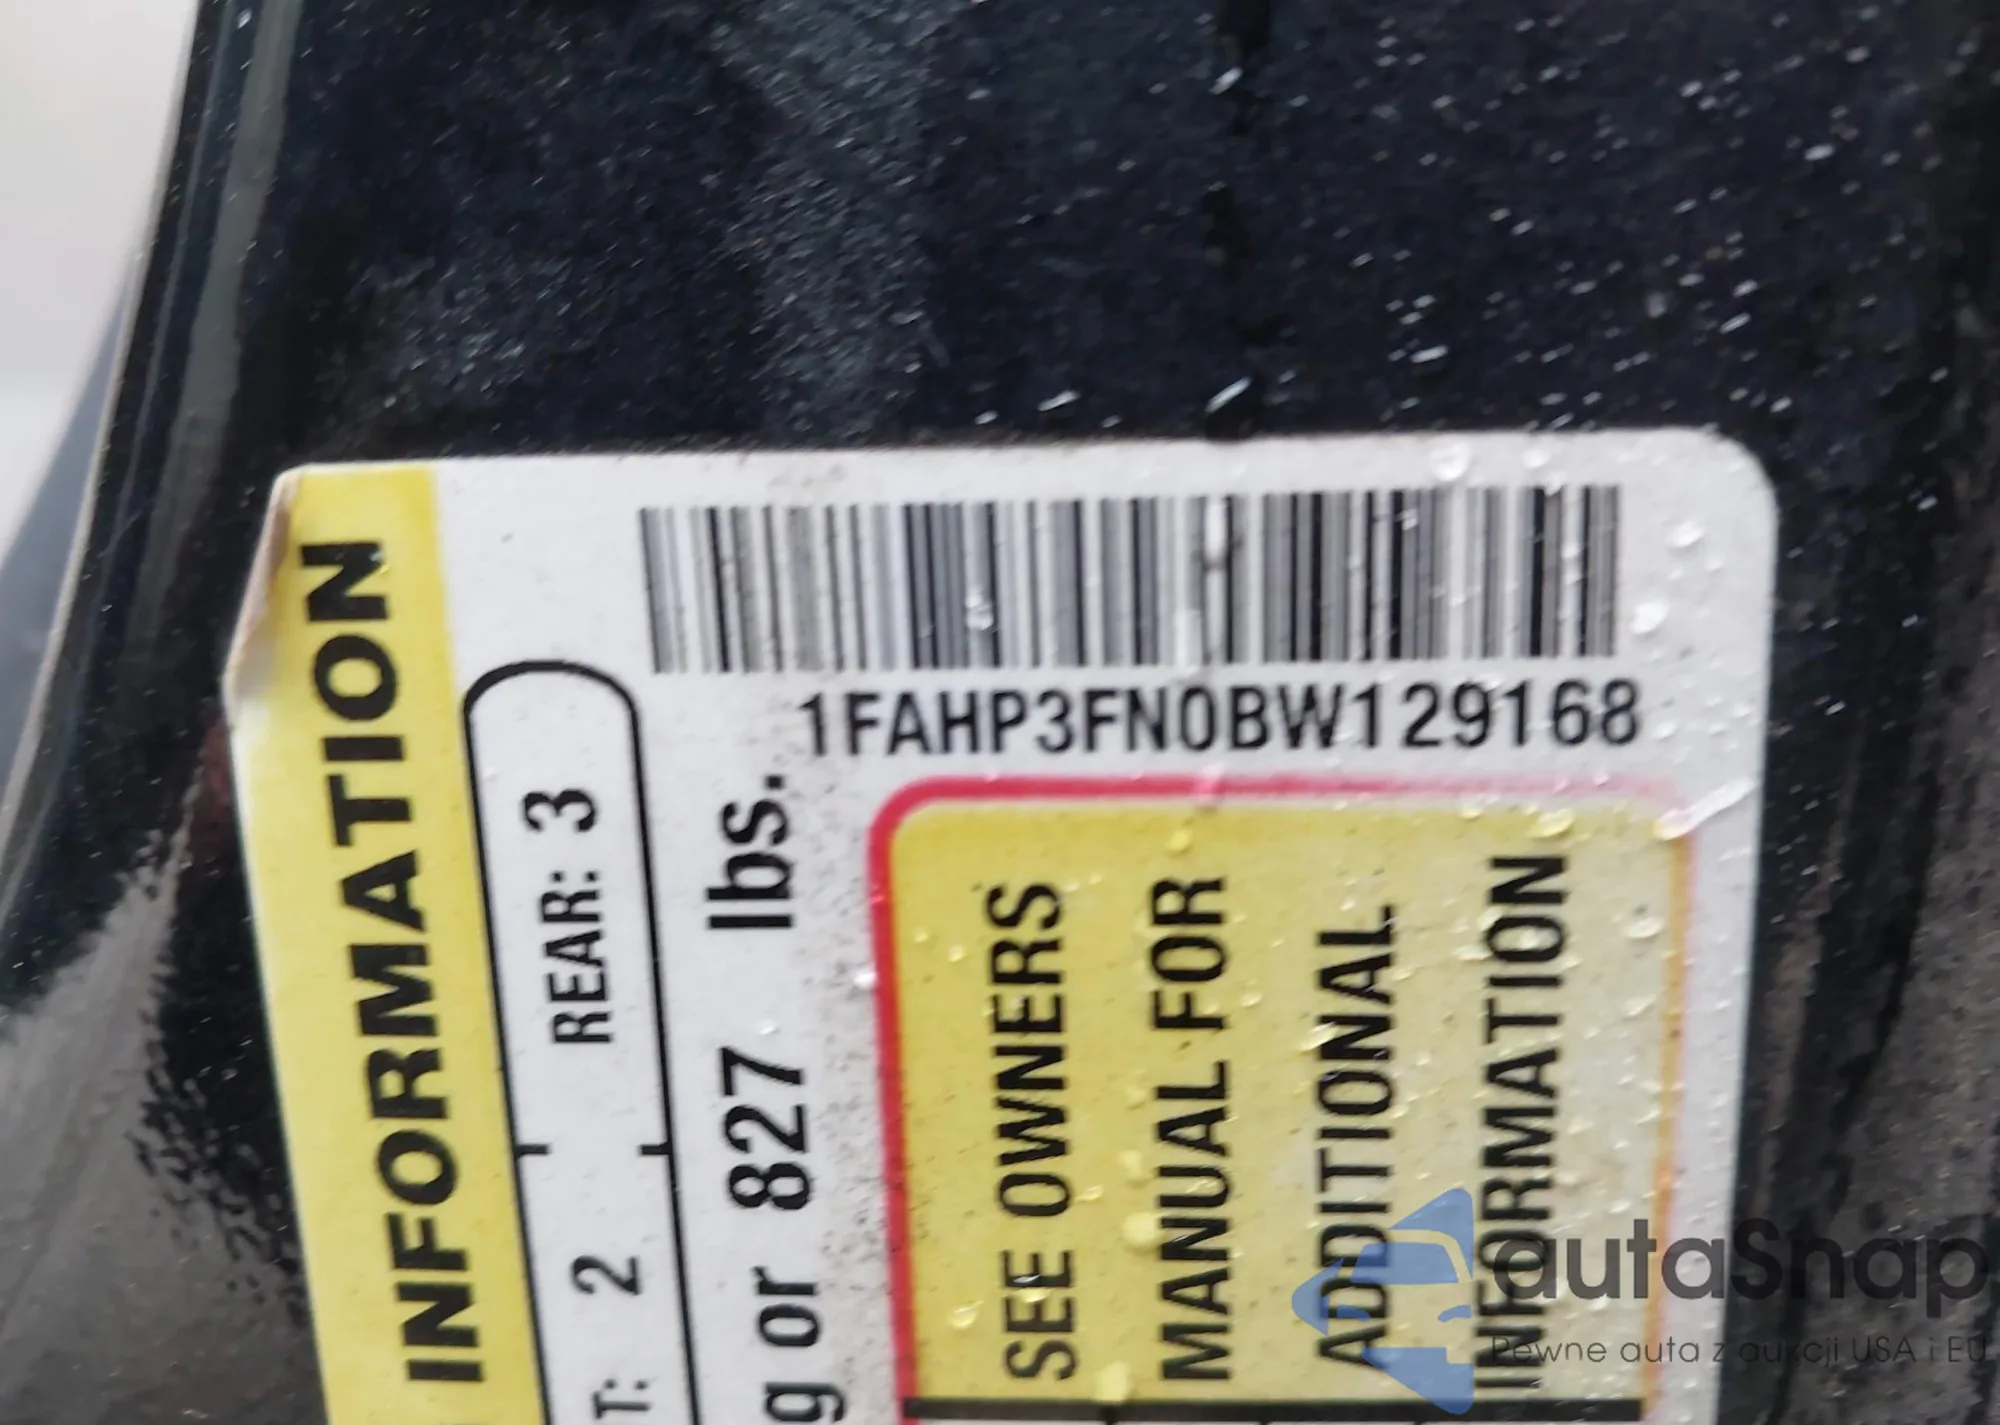 1FAHP3FN0BW129168
INFORMATION
T: 2 REAR: 3
g or 827 lbs.
SEE OWNERS
MANUAL FOR
ADDITIONAL
INFORMATION
autaSnap
Pewne auta z aukcji USA i EU